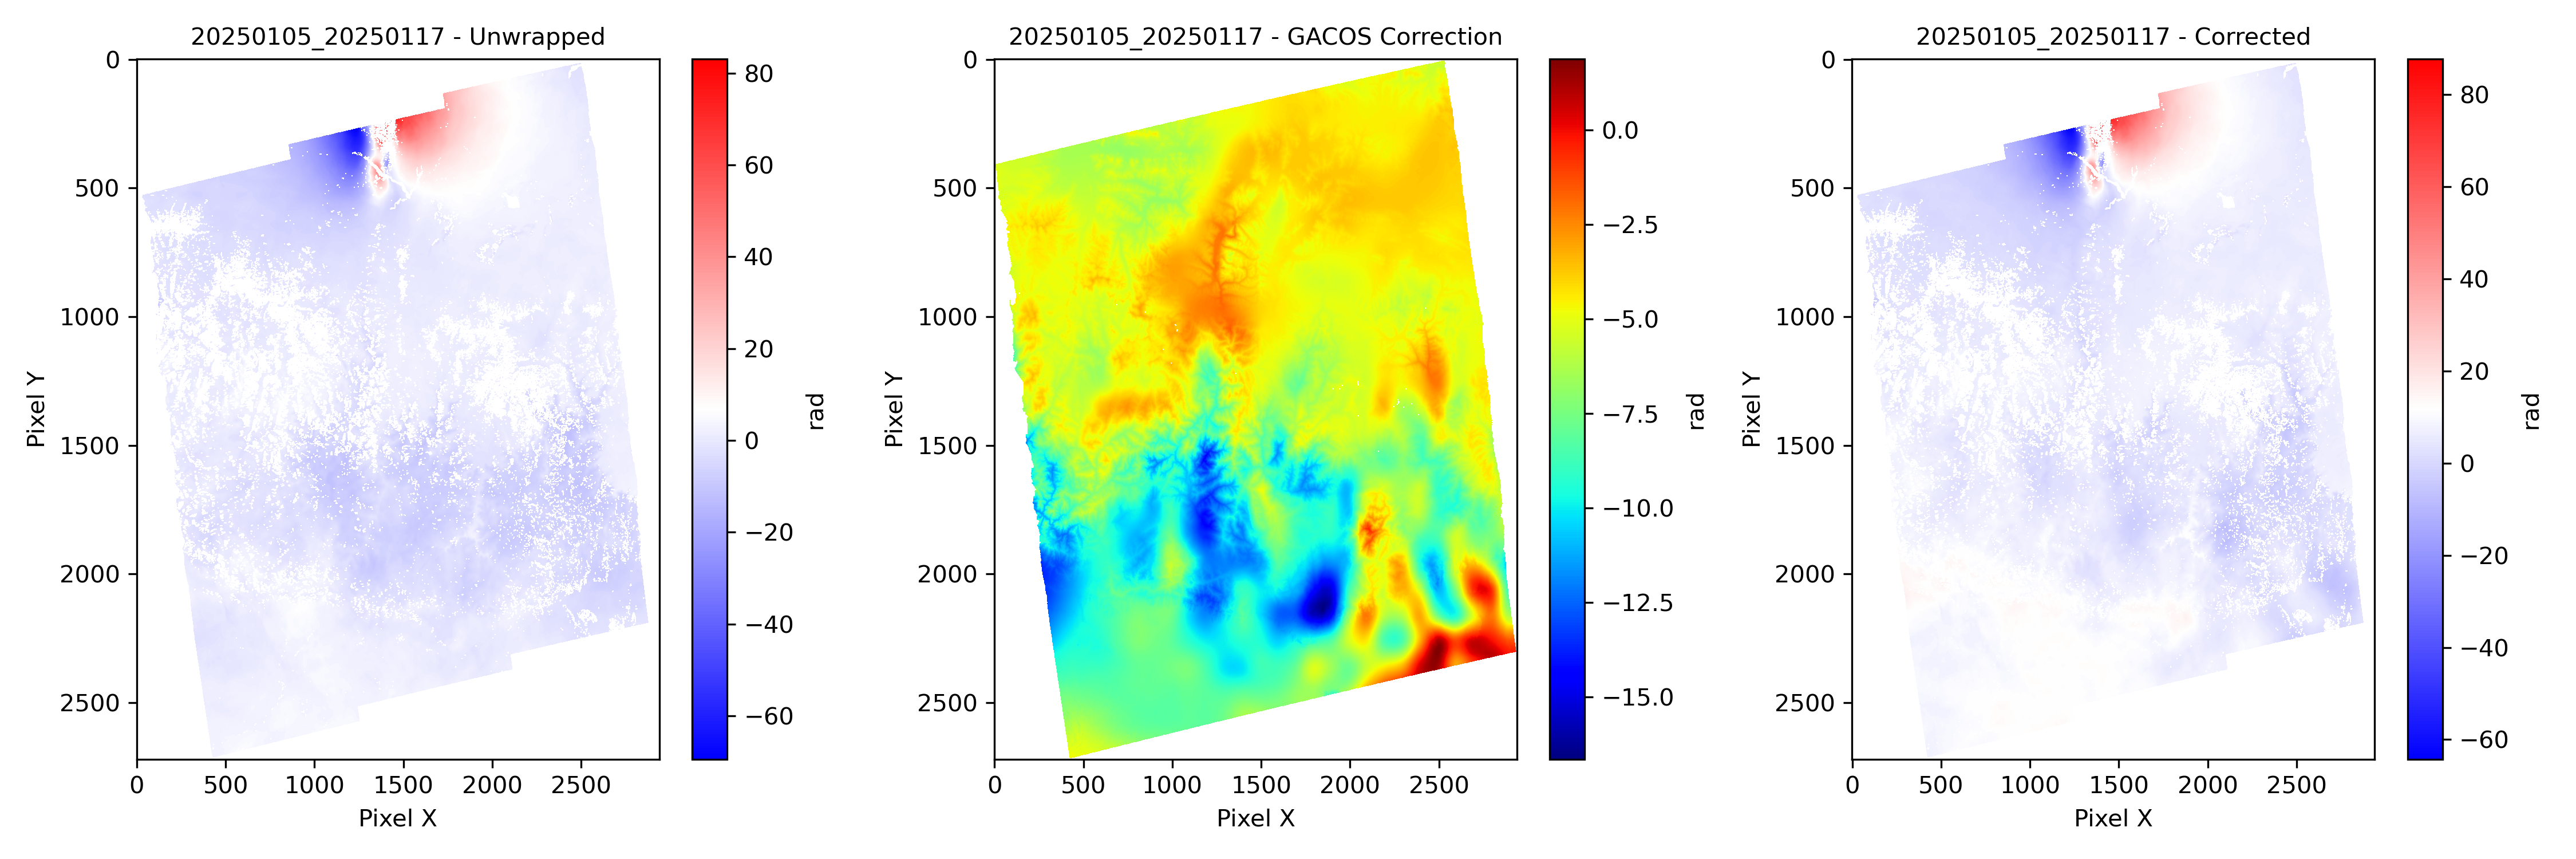 20250105_20250117 - Unwrapped
0
500
1000
1500
2000
2500
Pixel Y
0 500 1000 1500 2000 2500
Pixel X
80
60
40
20
0
−20
−40
−60
rad
20250105_20250117 - GACOS Correction
0
500
1000
1500
2000
2500
Pixel Y
0 500 1000 1500 2000 2500
Pixel X
0.0
−2.5
−5.0
−7.5
−10.0
−12.5
−15.0
rad
20250105_20250117 - Corrected
0
500
1000
1500
2000
2500
Pixel Y
0 500 1000 1500 2000 2500
Pixel X
80
60
40
20
0
−20
−40
−60
rad